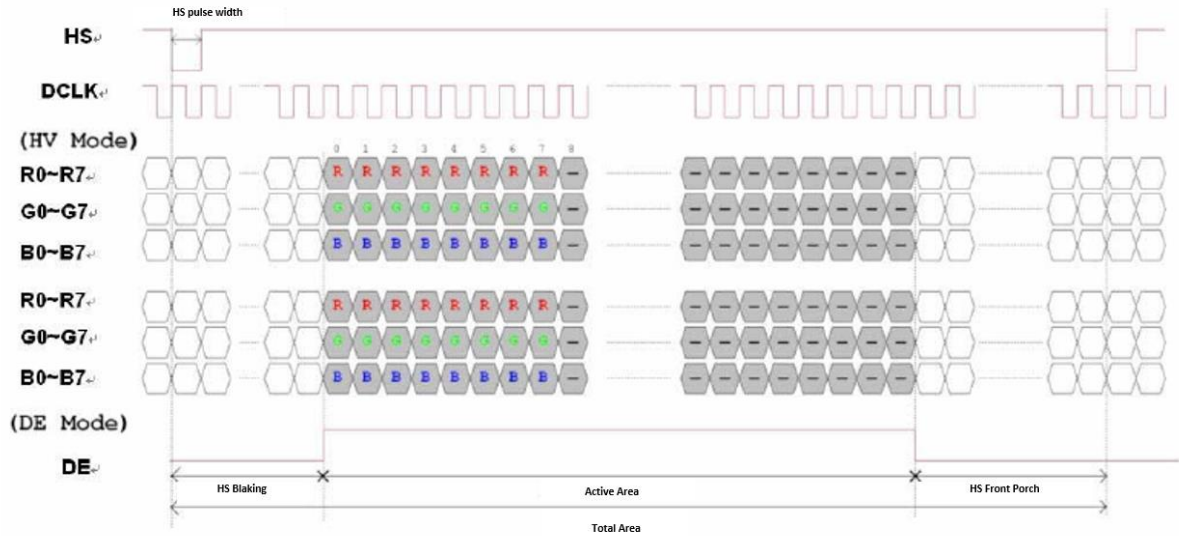 HS pulse width
HS
DCLK
(HV Mode)
0 1 2 3 4 5 6 7 8
R0~R7 R R R R R R R R — — — — — — — — —
G0~G7 G G G G G G G G — — — — — — — — —
B0~B7 B B B B B B B B — — — — — — — — —
R0~R7 R R R R R R R R — — — — — — — — —
G0~G7 G G G G G G G G — — — — — — — — —
B0~B7 B B B B B B B B — — — — — — — — —
(DE Mode)
DE
HS Blaking Active Area HS Front Porch
Total Area